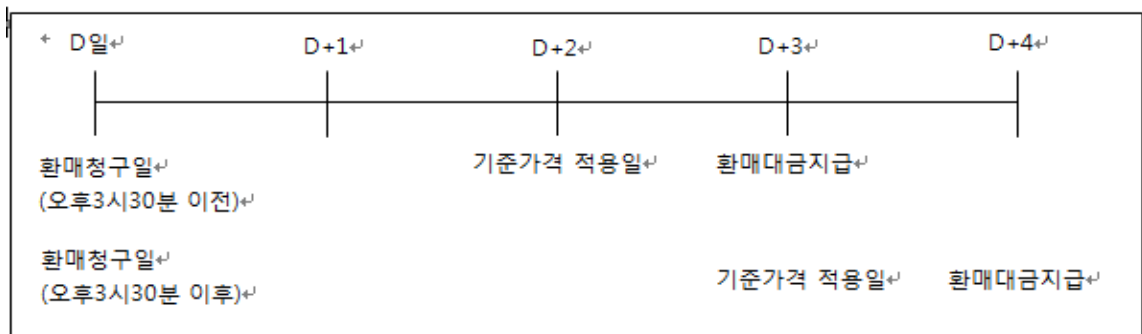 D일 D+1 D+2 D+3 D+4
환매청구일 기준가격 적용일 환매대금지급
(오후3시30분 이전)
환매청구일
(오후3시30분 이후) 기준가격 적용일 환매대금지급